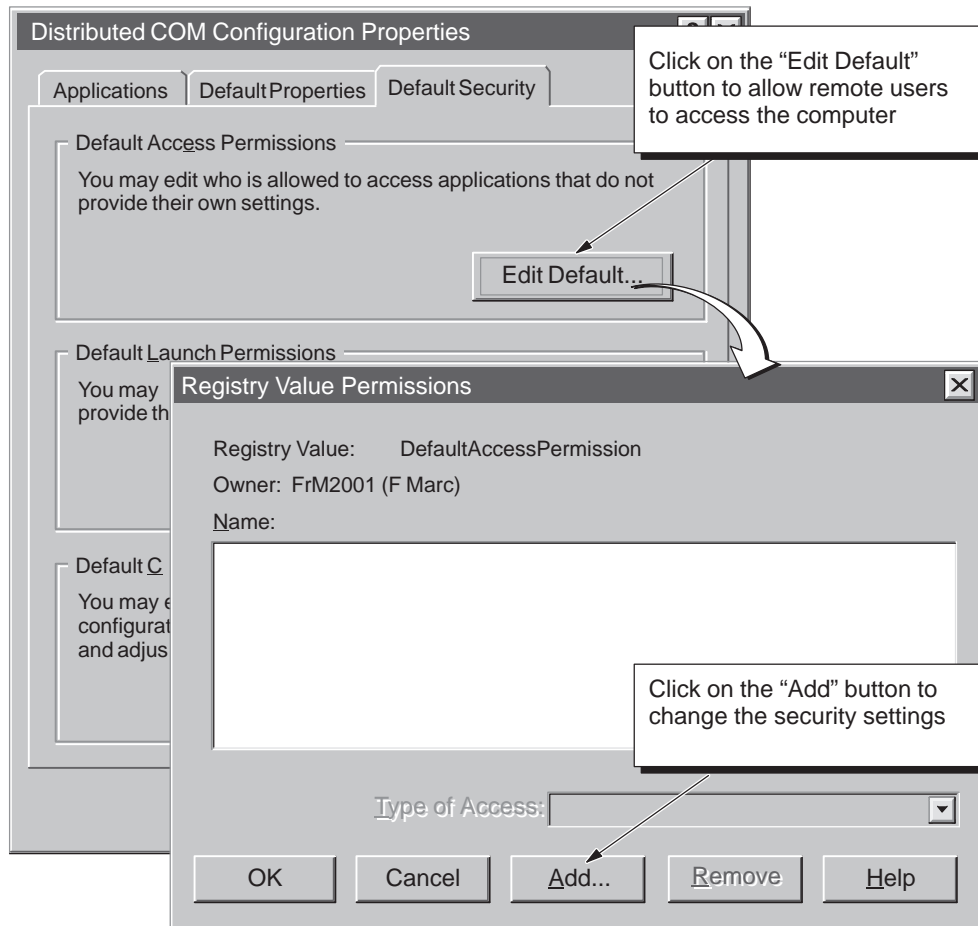 Distributed COM Configuration Properties
Click on the “Edit Default”
button to allow remote users
to access the computer
Applications
Default Properties
Default Security
Default Access Permissions
You may edit who is allowed to access applications that do not
provide their own settings.
Edit Default...
Default Launch Permissions
You may
provide th
Registry Value Permissions
Registry Value: DefaultAccessPermission
Owner: FrM2001 (F Marc)
Name:
Default C
You may e
configurat
and adjus
Click on the “Add” button to
change the security settings
Type of Access:
OK
Cancel
Add...
Remove
Help